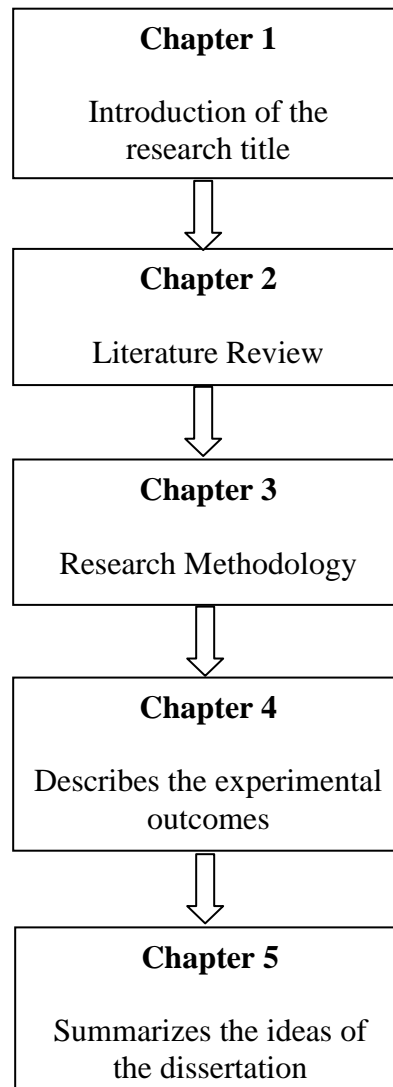 Chapter 1
Introduction of the
research title
Chapter 2
Literature Review
Chapter 3
Research Methodology
Chapter 4
Describes the experimental
outcomes
Chapter 5
Summarizes the ideas of
the dissertation